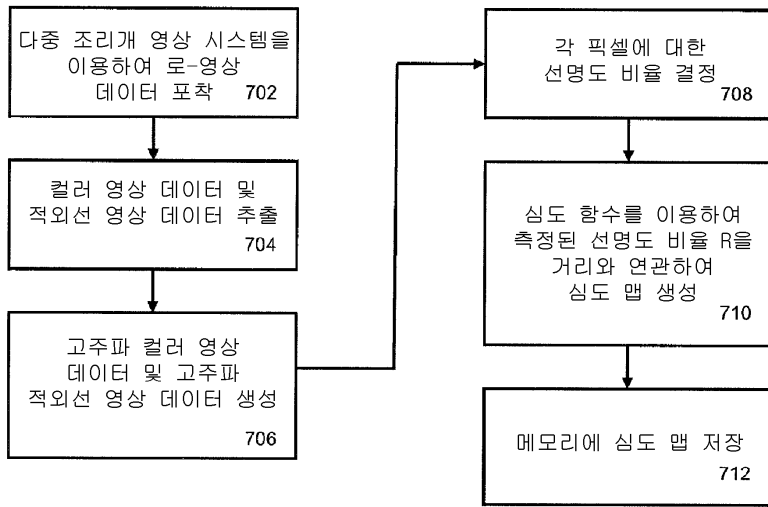 다중 조리개 영상 시스템을
이용하여 로-영상
데이터 포착
702
컬러 영상 데이터 및
적외선 영상 데이터 추출
704
고주파 컬러 영상
데이터 및 고주파
적외선 영상 데이터 생성
706
각 픽셀에 대한
선명도 비율 결정
708
심도 함수를 이용하여
측정된 선명도 비율 R을
거리와 연관하여
심도 맵 생성
710
메모리에 심도 맵 저장
712